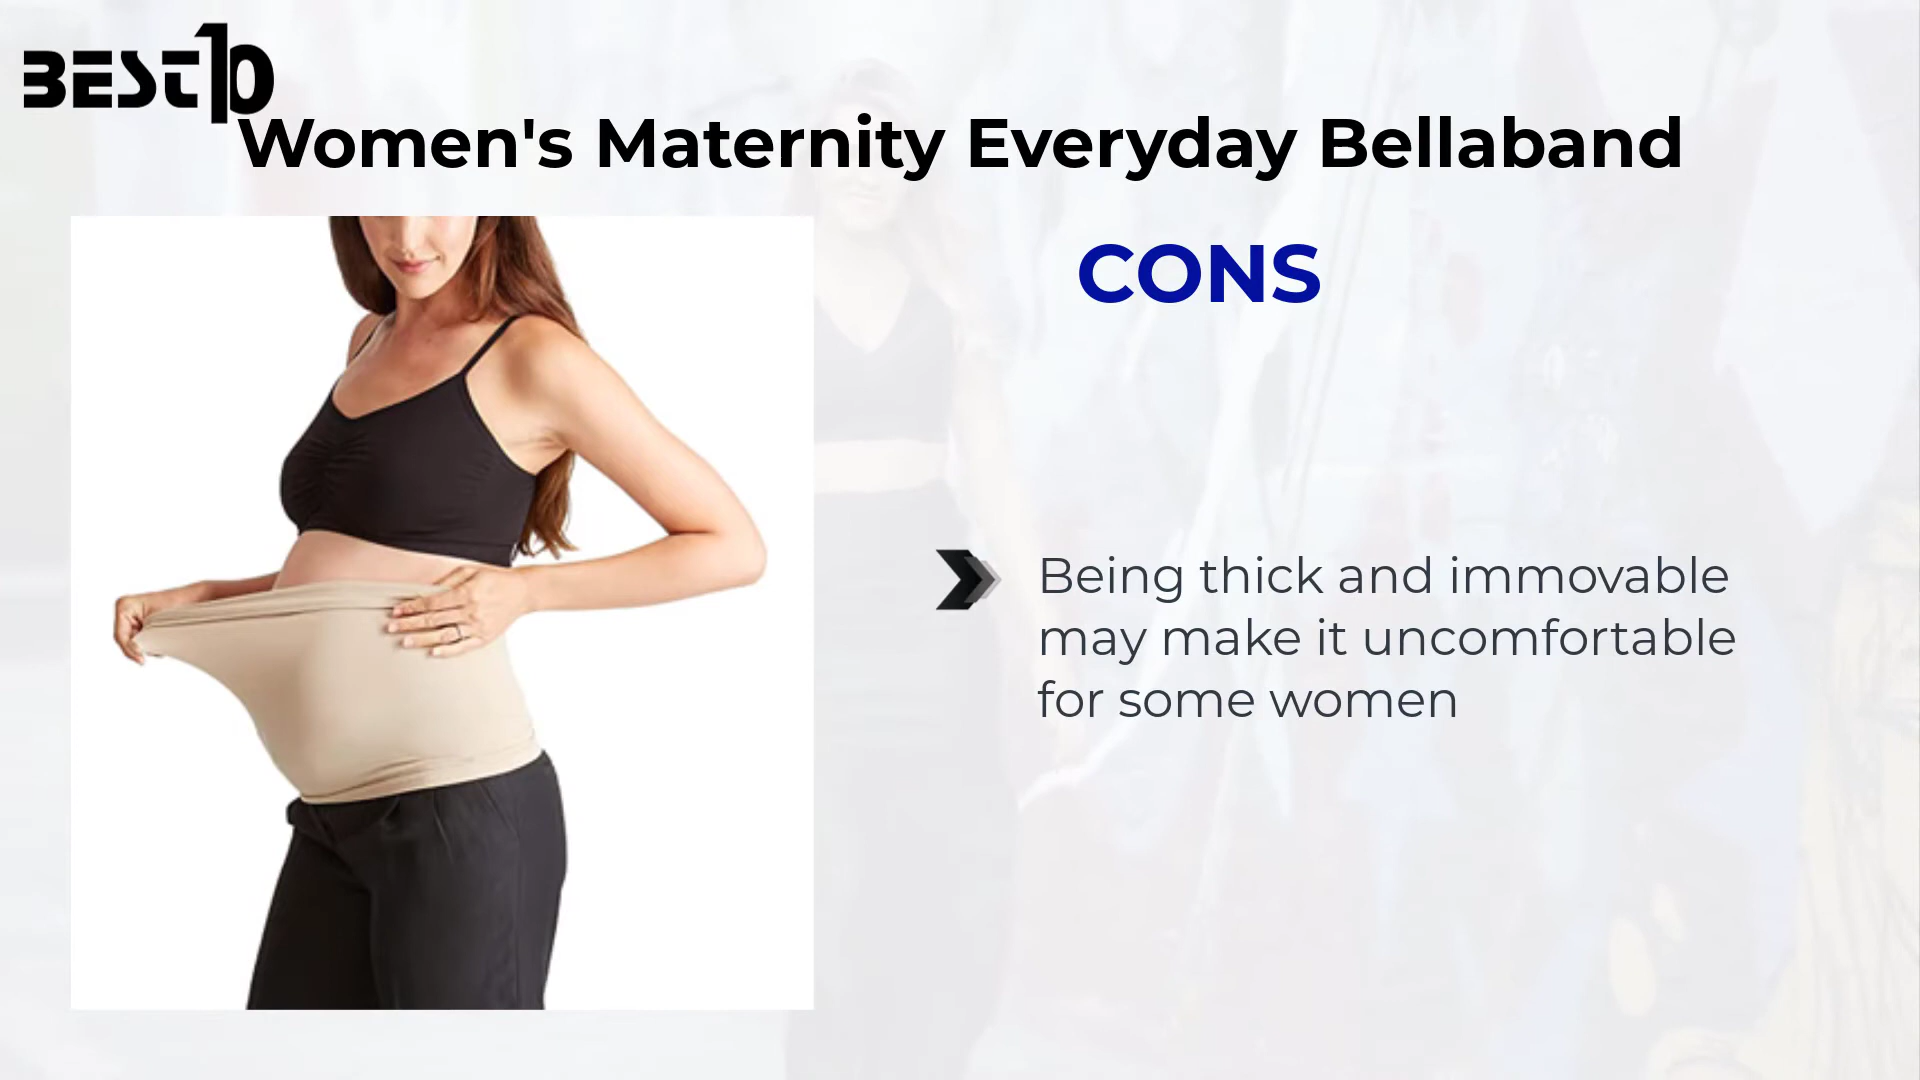 BEST10
Women's Maternity Everyday Bellaband
CONS
Being thick and immovable
may make it uncomfortable
for some women